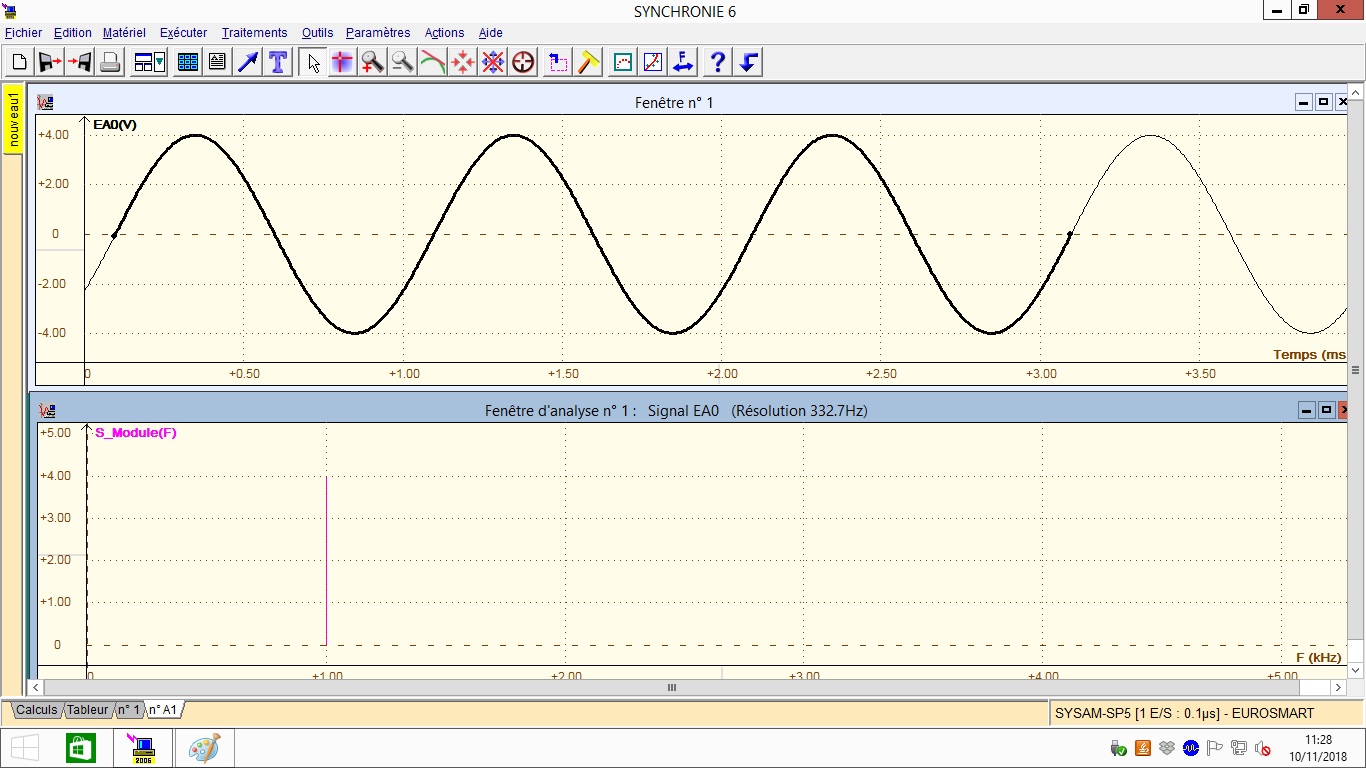 SYNCHRONIE 6
Fichier Edition Matériel Exécuter Traitements Outils Paramètres Actions Aide
nouveau1
Fenêtre n° 1
EA0(V)
+4.00
+2.00
0
-2.00
-4.00
Temps (ms
0 +0.50 +1.00 +1.50 +2.00 +2.50 +3.00 +3.50
Fenêtre d'analyse n° 1 : Signal EA0 (Résolution 332.7Hz)
+5.00
S_Module(F)
+4.00
+3.00
+2.00
+1.00
0
F (kHz)
0 +1.00 +2.00 +3.00 +4.00 +5.00
Calculs Tableur n° 1 n° A1
SYSAM-SP5 [1 E/S : 0.1µs] - EUROSMART
2006
11:28
10/11/2018